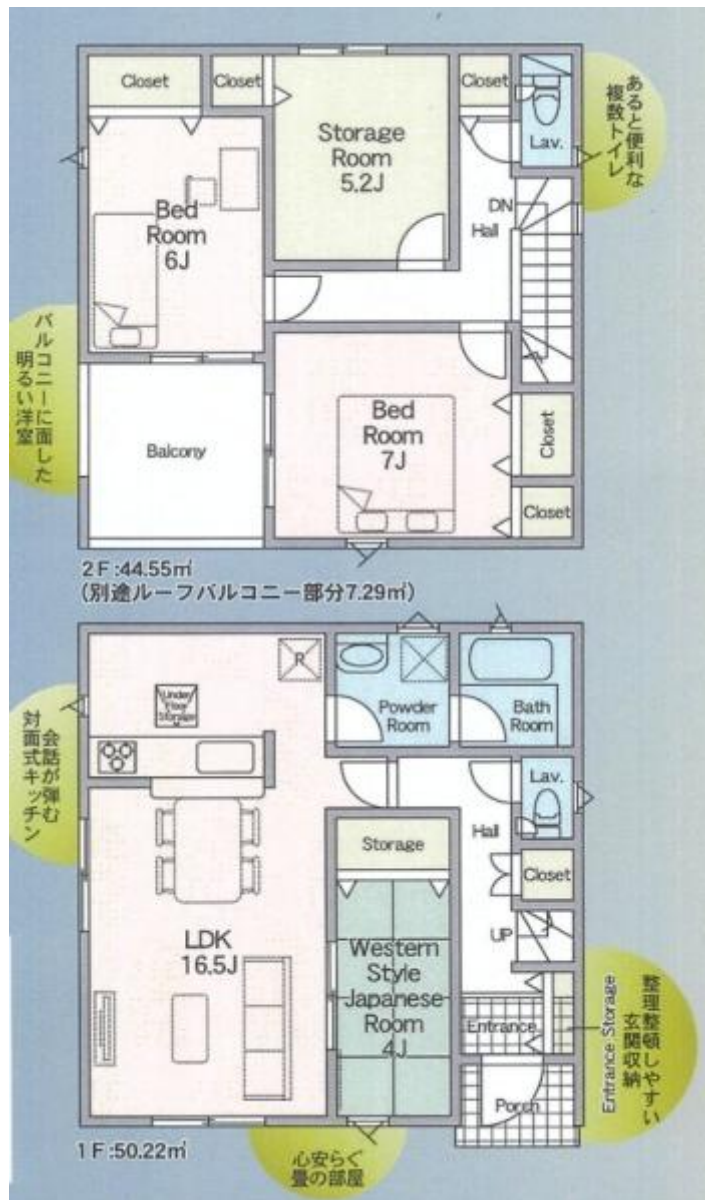 Closet
Closet
Closet
Lav.
あると便利な
複数トイレ
Storage
Room
5.2J
Bed
Room
6J
DN
Hall
バルコニーに面した
明るい洋室
Balcony
Bed
Room
7J
Closet
Closet
2F:44.55㎡
(別途ルーフバルコニー部分7.29㎡)
R
Under
Floor
Storage
Powder
Room
Bath
Room
会話が弾む
対面式キッチン
Lav.
Hall
Storage
Closet
LDK
16.5J
UP
Western
Style
Japanese
Room
4J
Entrance
Entrance Storage
整理整頓しやすい
玄関収納
Porch
1F:50.22㎡
心安らぐ
畳の部屋